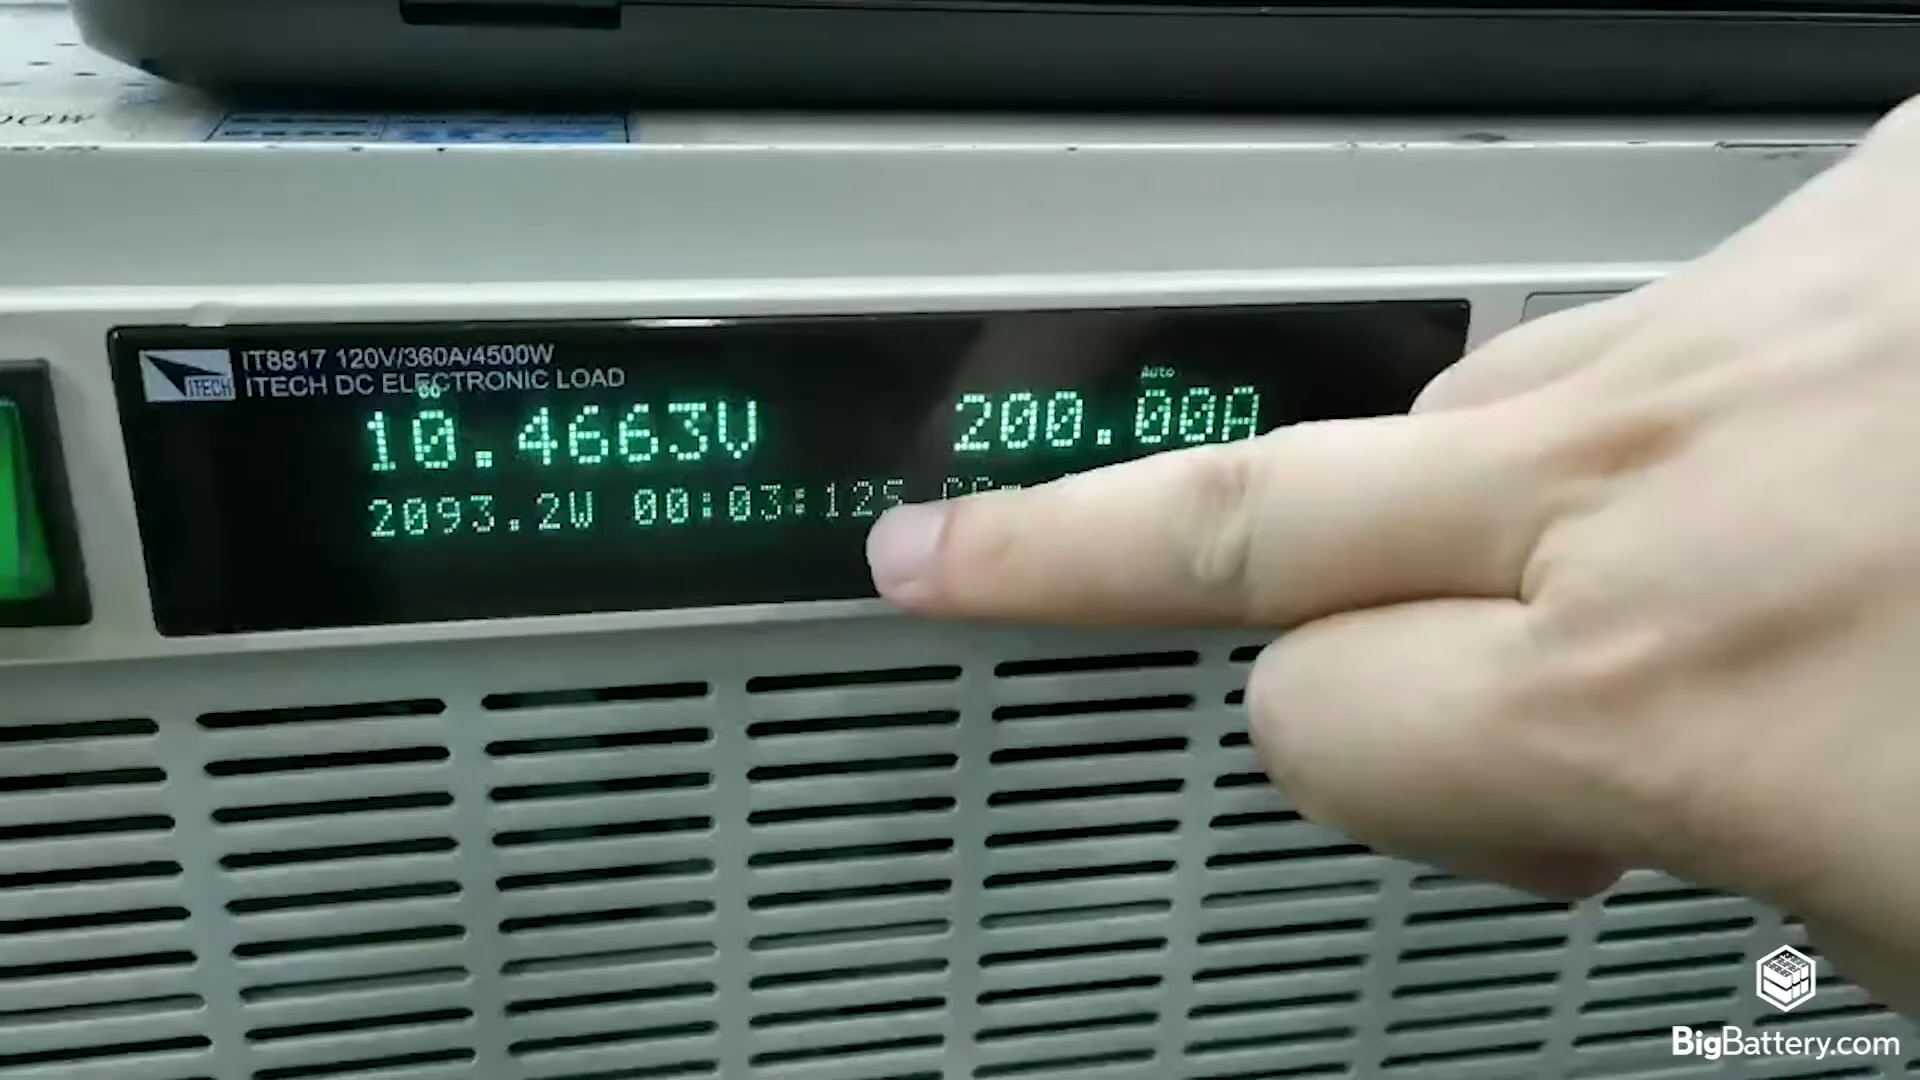 00W
IT8817 120V/360A/4500W
ITECH
ITECH DC ELECTRONIC LOAD
CC
Auto
10.4663V 200.00A
2093.2W 00:03:12S
BigBattery.com